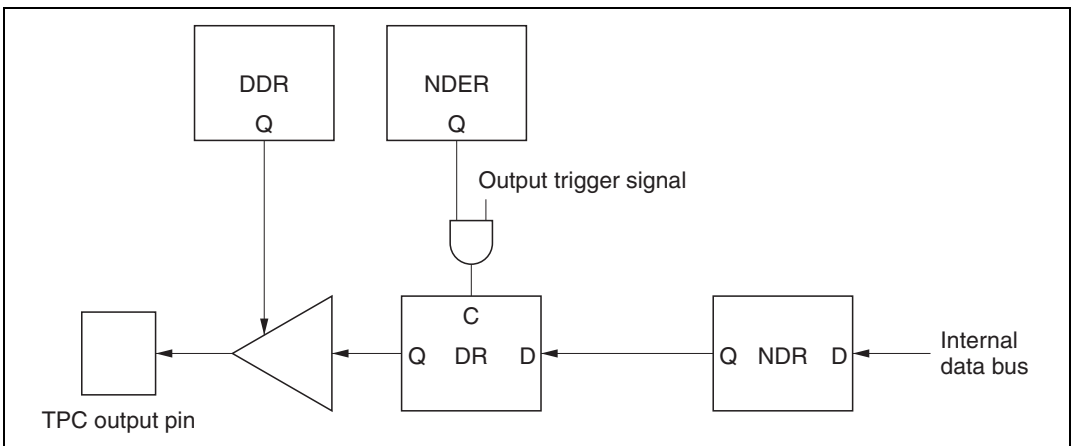 DDR
Q
NDER
Q
Output trigger signal
C
Q DR D
Q NDR D
Internal
data bus
TPC output pin